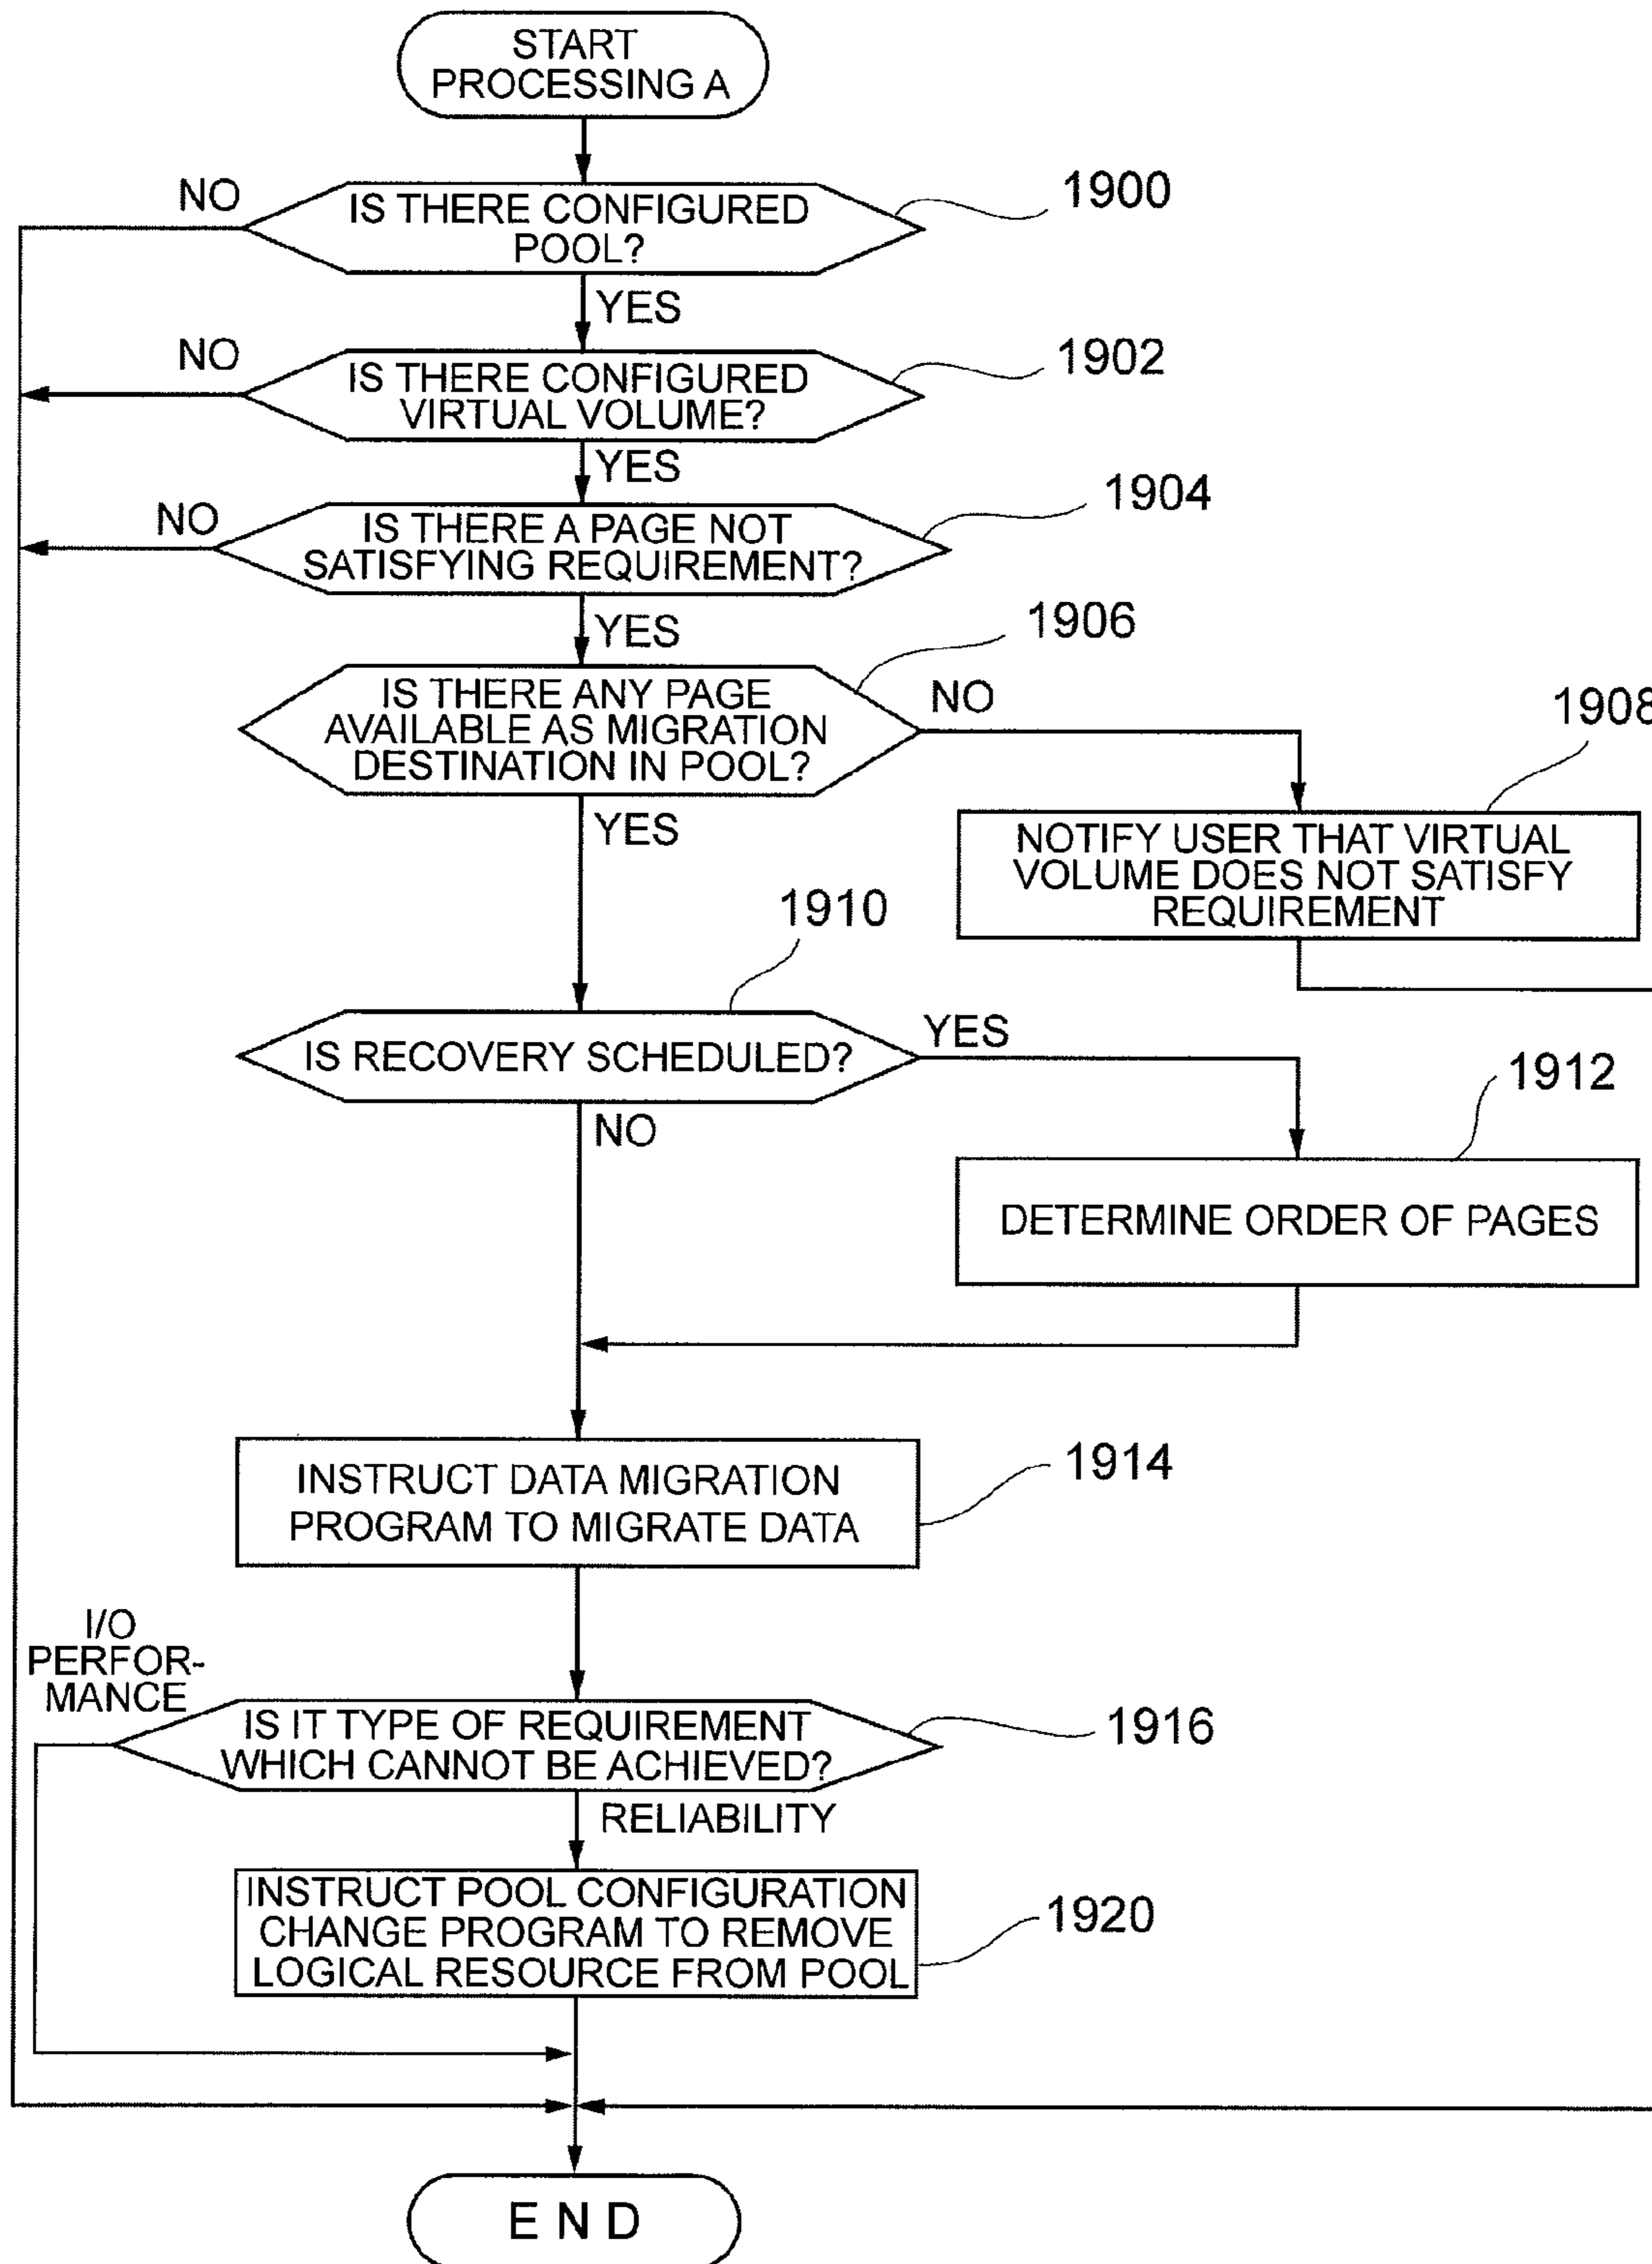 START
PROCESSING A
NO
IS THERE CONFIGURED
POOL?
1900
YES
NO
IS THERE CONFIGURED
VIRTUAL VOLUME?
1902
YES
NO
IS THERE A PAGE NOT
SATISFYING REQUIREMENT?
1904
YES
IS THERE ANY PAGE
AVAILABLE AS MIGRATION
DESTINATION IN POOL?
1906
NO
YES
1908
NOTIFY USER THAT VIRTUAL
VOLUME DOES NOT SATISFY
REQUIREMENT
1910
IS RECOVERY SCHEDULED?
YES
NO
1912
DETERMINE ORDER OF PAGES
INSTRUCT DATA MIGRATION
PROGRAM TO MIGRATE DATA
1914
I/O
PERFOR-
MANCE
IS IT TYPE OF REQUIREMENT
WHICH CANNOT BE ACHIEVED?
1916
RELIABILITY
INSTRUCT POOL CONFIGURATION
CHANGE PROGRAM TO REMOVE
LOGICAL RESOURCE FROM POOL
1920
END